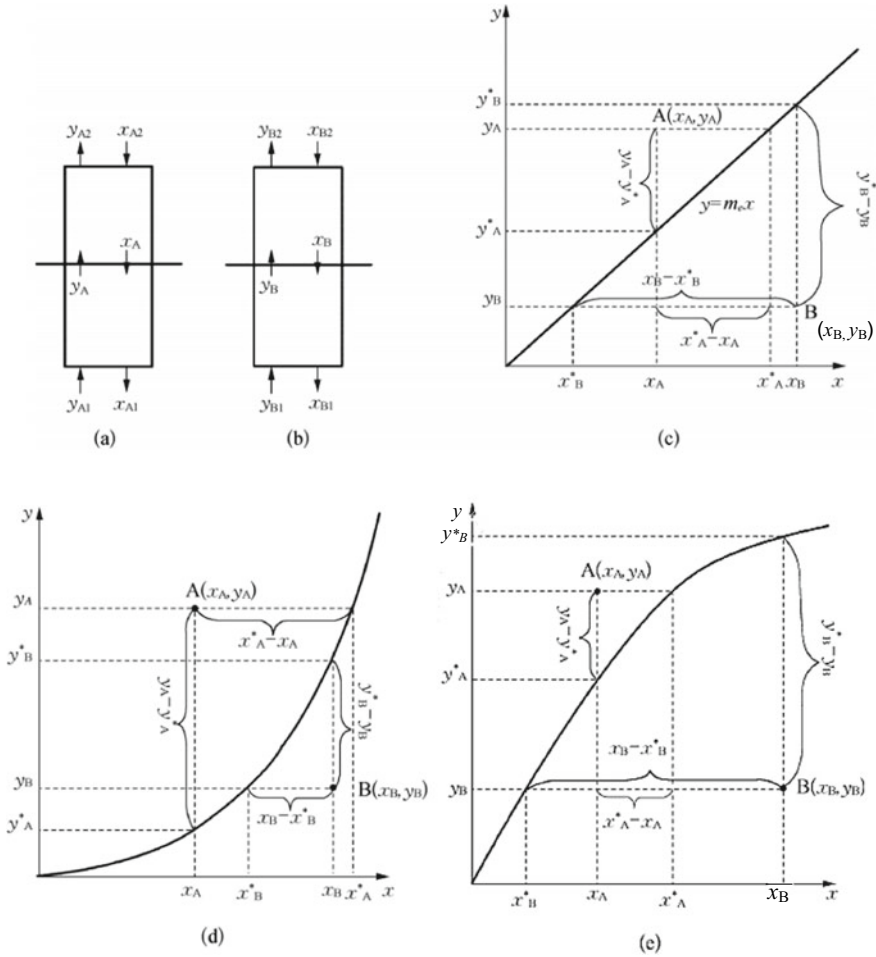 y_A2 x_A2
x_A
y_A
y_A1 x_A1
(a)
y_B2 x_B2
x_B
y_B
y_B1 x_B1
(b)
y
y*_B
y_A
A(x_A, y_A)
y_A−y*_A
y=m_e x
y*_A
y*_B−y_B
x_B−x*_B
y_B
B
x*_A−x_A
(x_B, y_B)
x*_B x_A x*_A x_B x
(c)
y
y_A
A(x_A, y_A)
x*_A−x_A
y*_B
y_A−y*_A
y*_B−y_B
y_B
B(x_B, y_B)
x_B−x*_B
y*_A
x_A x*_B x_B x*_A x
(d)
y
y*_B
y_A
A(x_A, y_A)
y_A−y*_A
y*_B−y_B
y*_A
x_B−x*_B
y_B
B(x_B, y_B)
x*_A−x_A
x*_B x_A x*_A x_B x
(e)